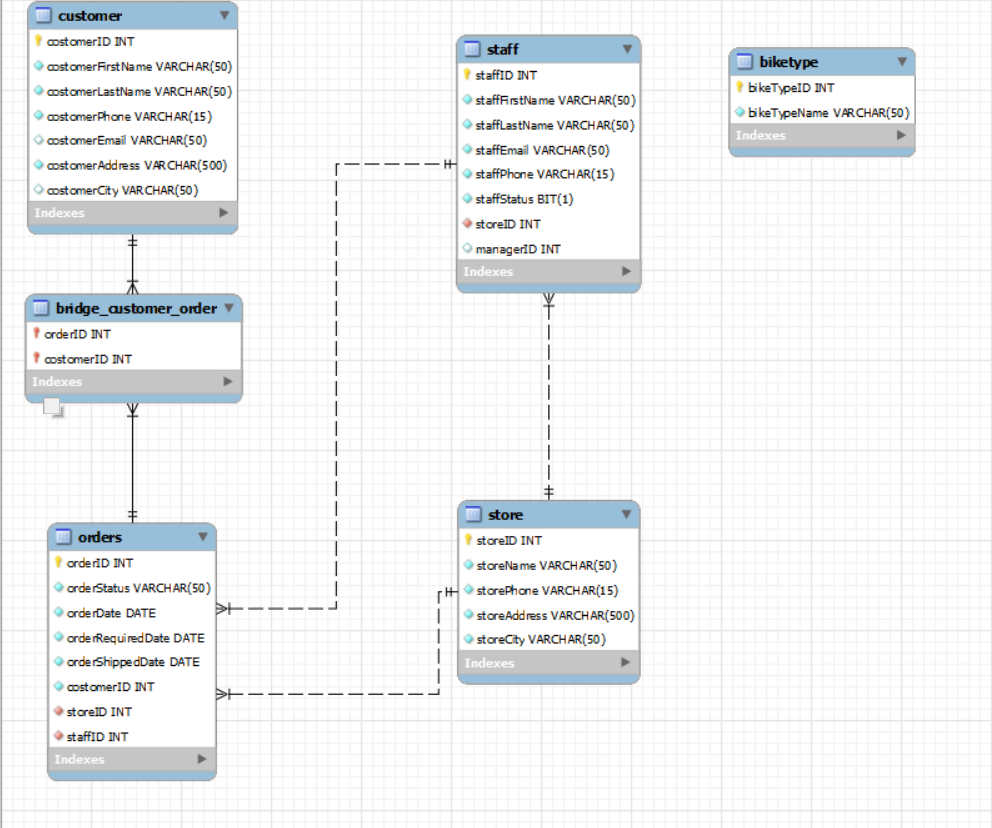 customer
costomerID INT
costomerFirstName VARCHAR(50)
costomerLastName VARCHAR(50)
costomerPhone VARCHAR(15)
costomerEmail VARCHAR(50)
costomerAddress VARCHAR(500)
costomerCity VARCHAR(50)
Indexes
staff
staffID INT
staffFirstName VARCHAR(50)
staffLastName VARCHAR(50)
staffEmail VARCHAR(50)
staffPhone VARCHAR(15)
staffStatus BIT(1)
storeID INT
managerID INT
Indexes
biketype
bikeTypeID INT
bikeTypeName VARCHAR(50)
Indexes
bridge_customer_order
orderID INT
costomerID INT
Indexes
orders
orderID INT
orderStatus VARCHAR(50)
orderDate DATE
orderRequiredDate DATE
orderShippedDate DATE
costomerID INT
storeID INT
staffID INT
Indexes
store
storeID INT
storeName VARCHAR(50)
storePhone VARCHAR(15)
storeAddress VARCHAR(500)
storeCity VARCHAR(50)
Indexes